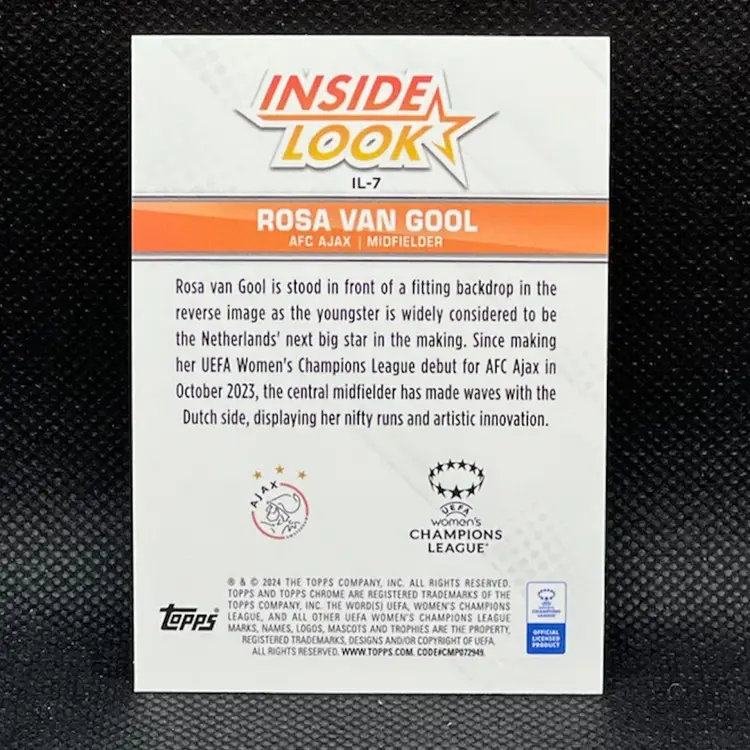 INSIDE
LOOK
IL-7
ROSA VAN GOOL
AFC AJAX | MIDFIELDER
Rosa van Gool is stood in front of a fitting backdrop in the
reverse image as the youngster is widely considered to be
the Netherlands' next big star in the making. Since making
her UEFA Women's Champions League debut for AFC Ajax in
October 2023, the central midfielder has made waves with the
Dutch side, displaying her nifty runs and artistic innovation.
AJAX
AMSTERDAM
UEFA
women's
CHAMPIONS
LEAGUE
® & © 2024 THE TOPPS COMPANY, INC. ALL RIGHTS RESERVED.
TOPPS AND TOPPS CHROME ARE REGISTERED TRADEMARKS OF THE
TOPPS COMPANY, INC. THE WORD(S) UEFA, WOMEN'S CHAMPIONS
LEAGUE, AND ALL OTHER UEFA WOMEN'S CHAMPIONS LEAGUE
MARKS, NAMES, LOGOS, MASCOTS AND TROPHIES ARE THE PROPERTY,
REGISTERED TRADEMARKS, DESIGNS AND/OR COPYRIGHT OF UEFA.
ALL RIGHTS RESERVED. WWW.TOPPS.COM. CODE#CMP072949.
topps®
CHAMPIONS
LEAGUE
OFFICIAL
LICENSED
PRODUCT